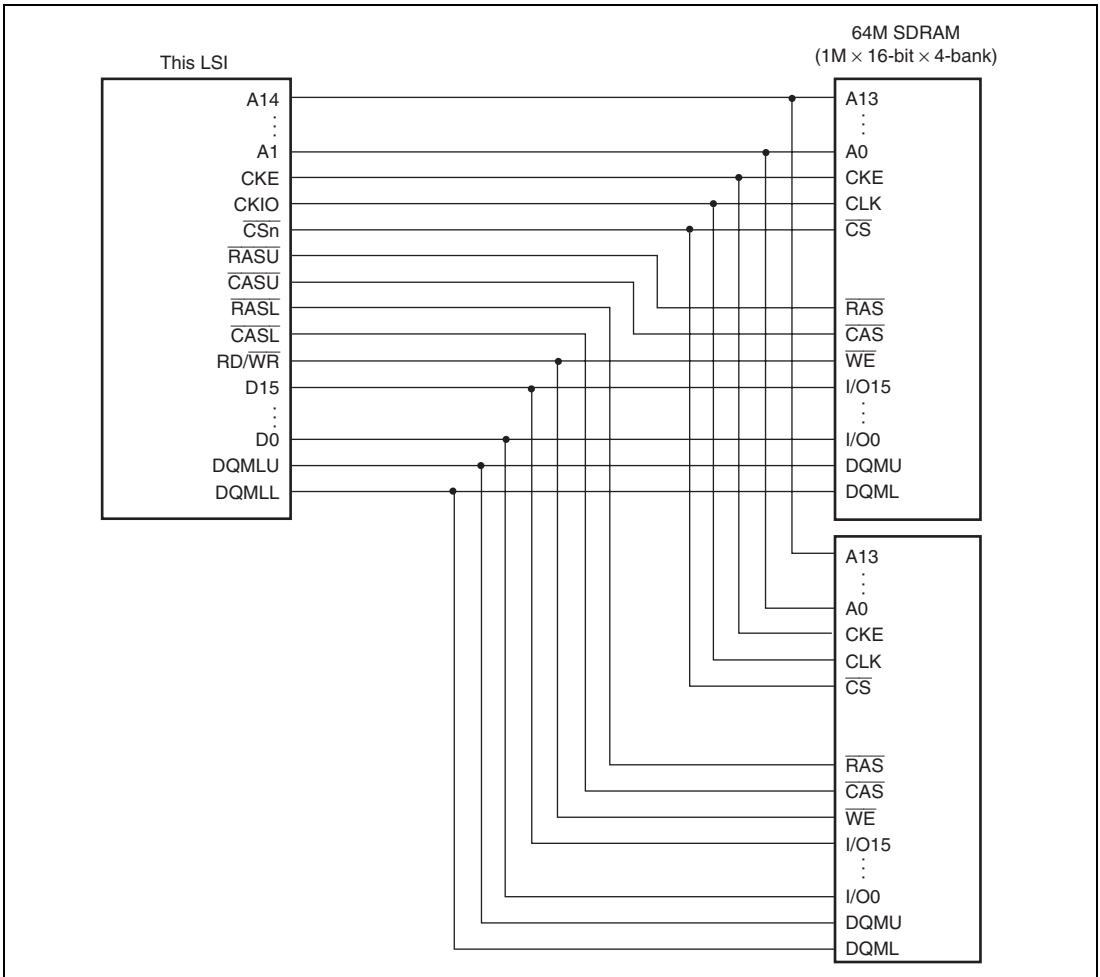 This LSI
A14
A1
CKE
CKIO
CSn
RASU
CASU
RASL
CASL
RD/WR
D15
D0
DQMLU
DQMLL
64M SDRAM
(1M × 16-bit × 4-bank)
A13
A0
CKE
CLK
CS
RAS
CAS
WE
I/O15
I/O0
DQMU
DQML
A13
A0
CKE
CLK
CS
RAS
CAS
WE
I/O15
I/O0
DQMU
DQML